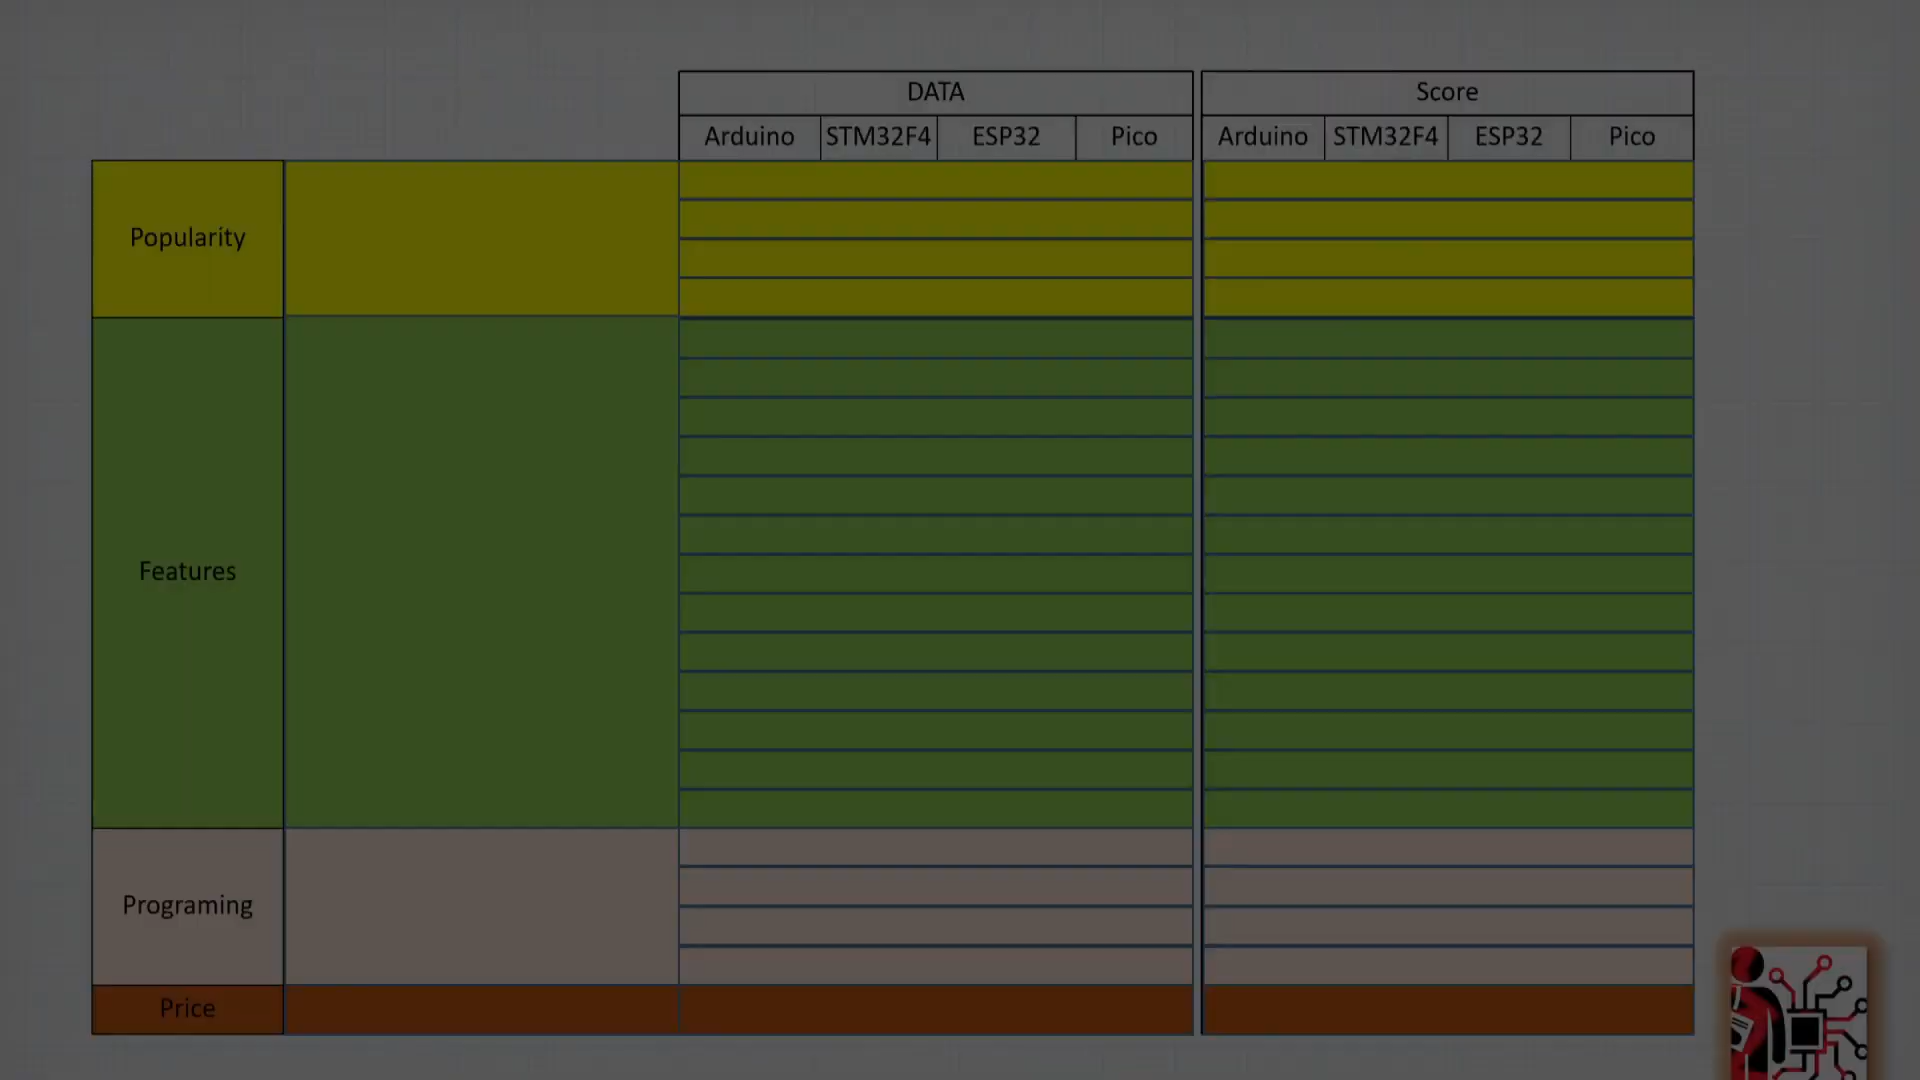 DATA Score
Arduino STM32F4 ESP32 Pico Arduino STM32F4 ESP32 Pico
Popularity
Features
Programing
Price